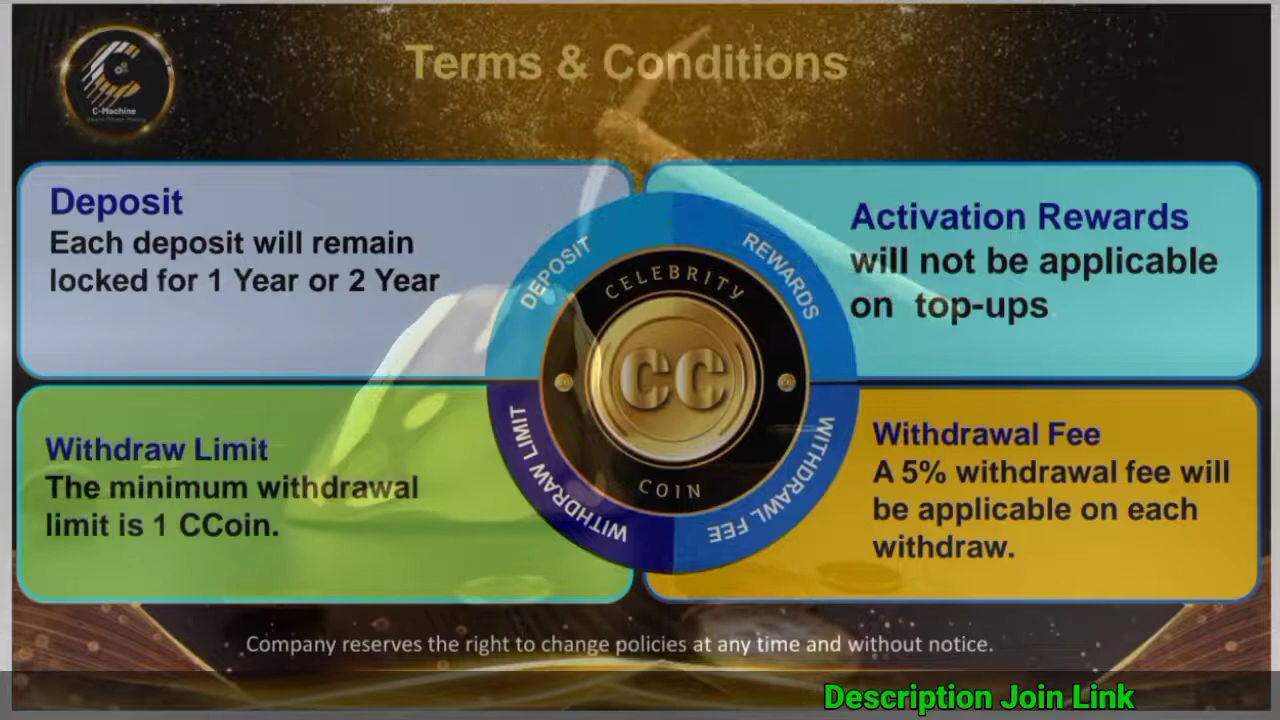 C-Machine
Terms & Conditions
Deposit
Each deposit will remain
locked for 1 Year or 2 Year
Activation Rewards
will not be applicable
on top-ups.
DEPOSIT
REWARDS
WITHDRAW LIMIT
WITHDRAWL FEE
CELEBRITY
CC
COIN
Withdraw Limit
The minimum withdrawal
limit is 1 CCoin.
Withdrawal Fee
A 5% withdrawal fee will
be applicable on each
withdraw.
Company reserves the right to change policies at any time and without notice.
Description Join Link